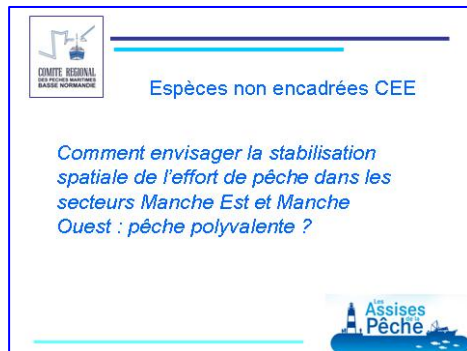 COMITE REGIONAL
DES PECHES MARITIMES
BASSE NORMANDIE
Espèces non encadrées CEE
Comment envisager la stabilisation
spatiale de l'effort de pêche dans les
secteurs Manche Est et Manche
Ouest : pêche polyvalente ?
Les
Assises
de la
Pêche